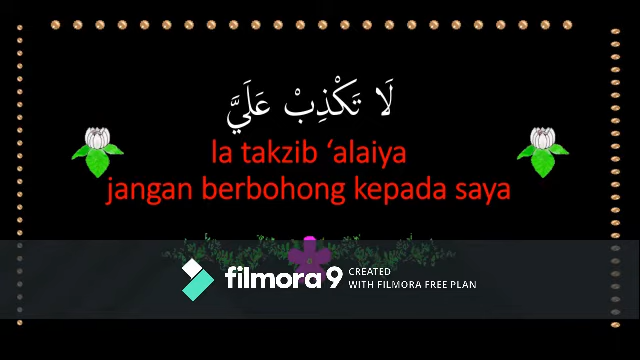 لَا تَكْذِبْ عَلَيَّ
la takzib ‘alaiya
jangan berbohong kepada saya
filmora 9 CREATED
WITH FILMORA FREE PLAN